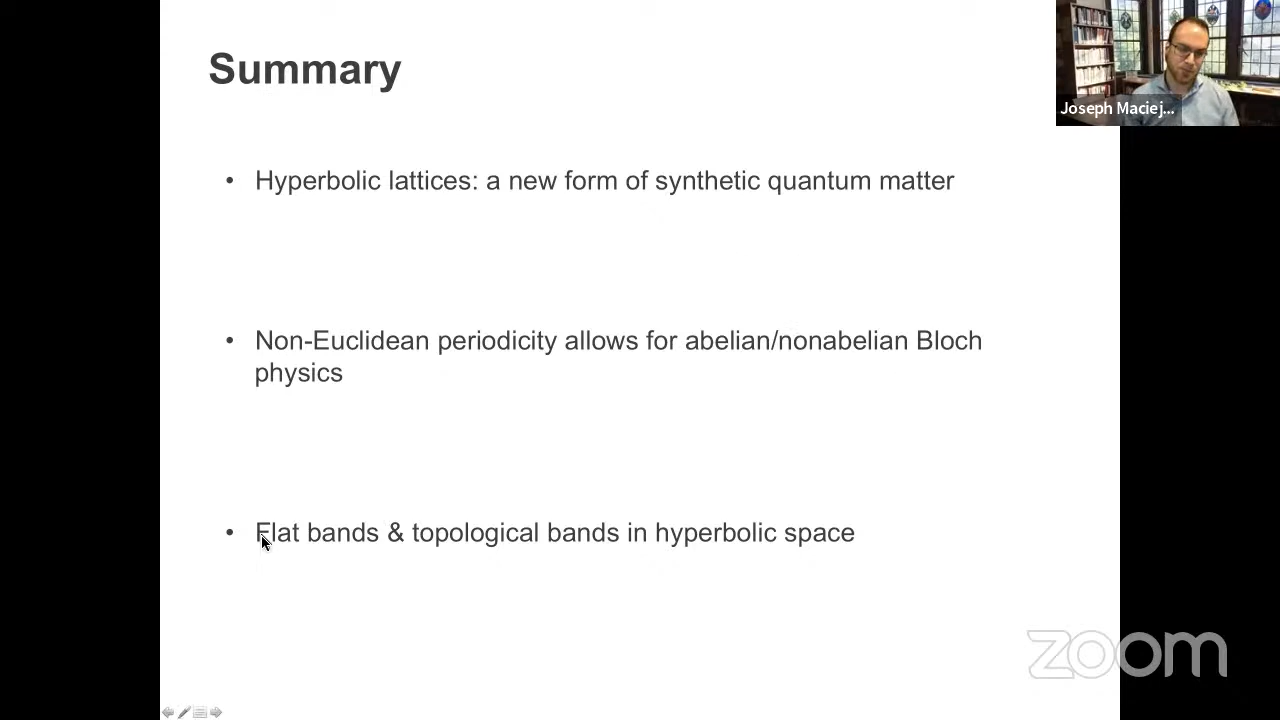 Summary
Joseph Maciej...
• Hyperbolic lattices: a new form of synthetic quantum matter
• Non-Euclidean periodicity allows for abelian/nonabelian Bloch
physics
• Flat bands & topological bands in hyperbolic space
zoom